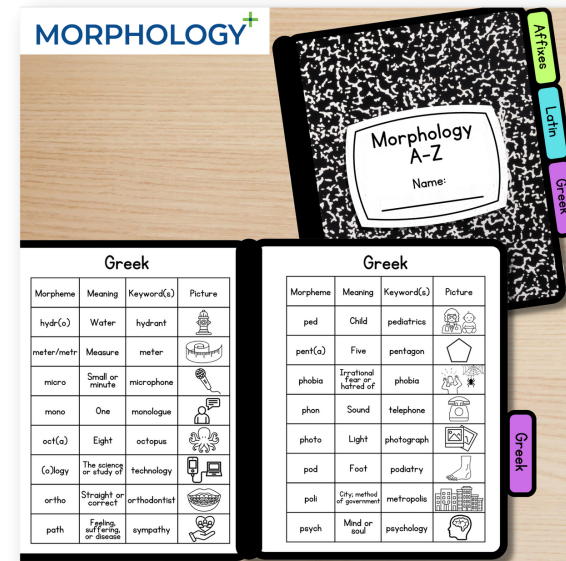 MORPHOLOGY+
Affixes
Latin
Greek
Morphology
A-Z
Name:
Greek
Morpheme Meaning Keyword(s) Picture
hydr(o) Water hydrant
meter/metr Measure meter
micro Small or
minute microphone
mono One monologue
oct(a) Eight octopus
(o)logy The science
or study of technology
ortho Straight or
correct orthodontist
path Feeling,
suffering,
or disease sympathy
Greek
Morpheme Meaning Keyword(s) Picture
ped Child pediatrics
pent(a) Five pentagon
phobia Irrational
fear or
hatred of phobia
phon Sound telephone
photo Light photograph
pod Foot podiatry
poli City; method
of government metropolis
psych Mind or
soul psychology
Greek